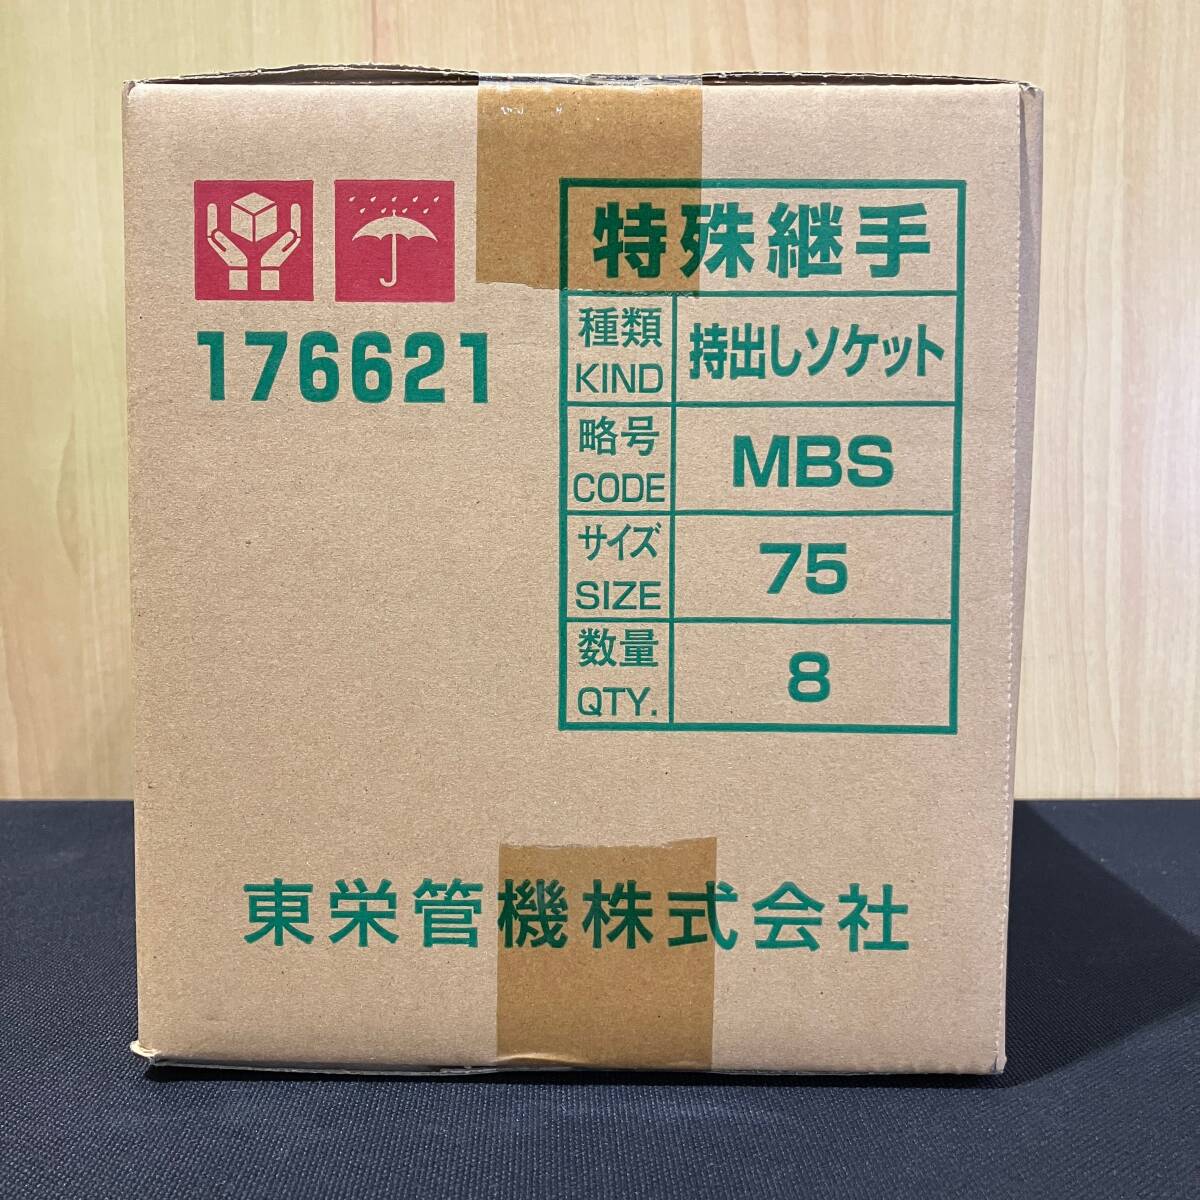 176621
特殊継手
種類
KIND
持出しソケット
略号
CODE
MBS
サイズ
SIZE
75
数量
QTY.
8
東栄管機株式会社